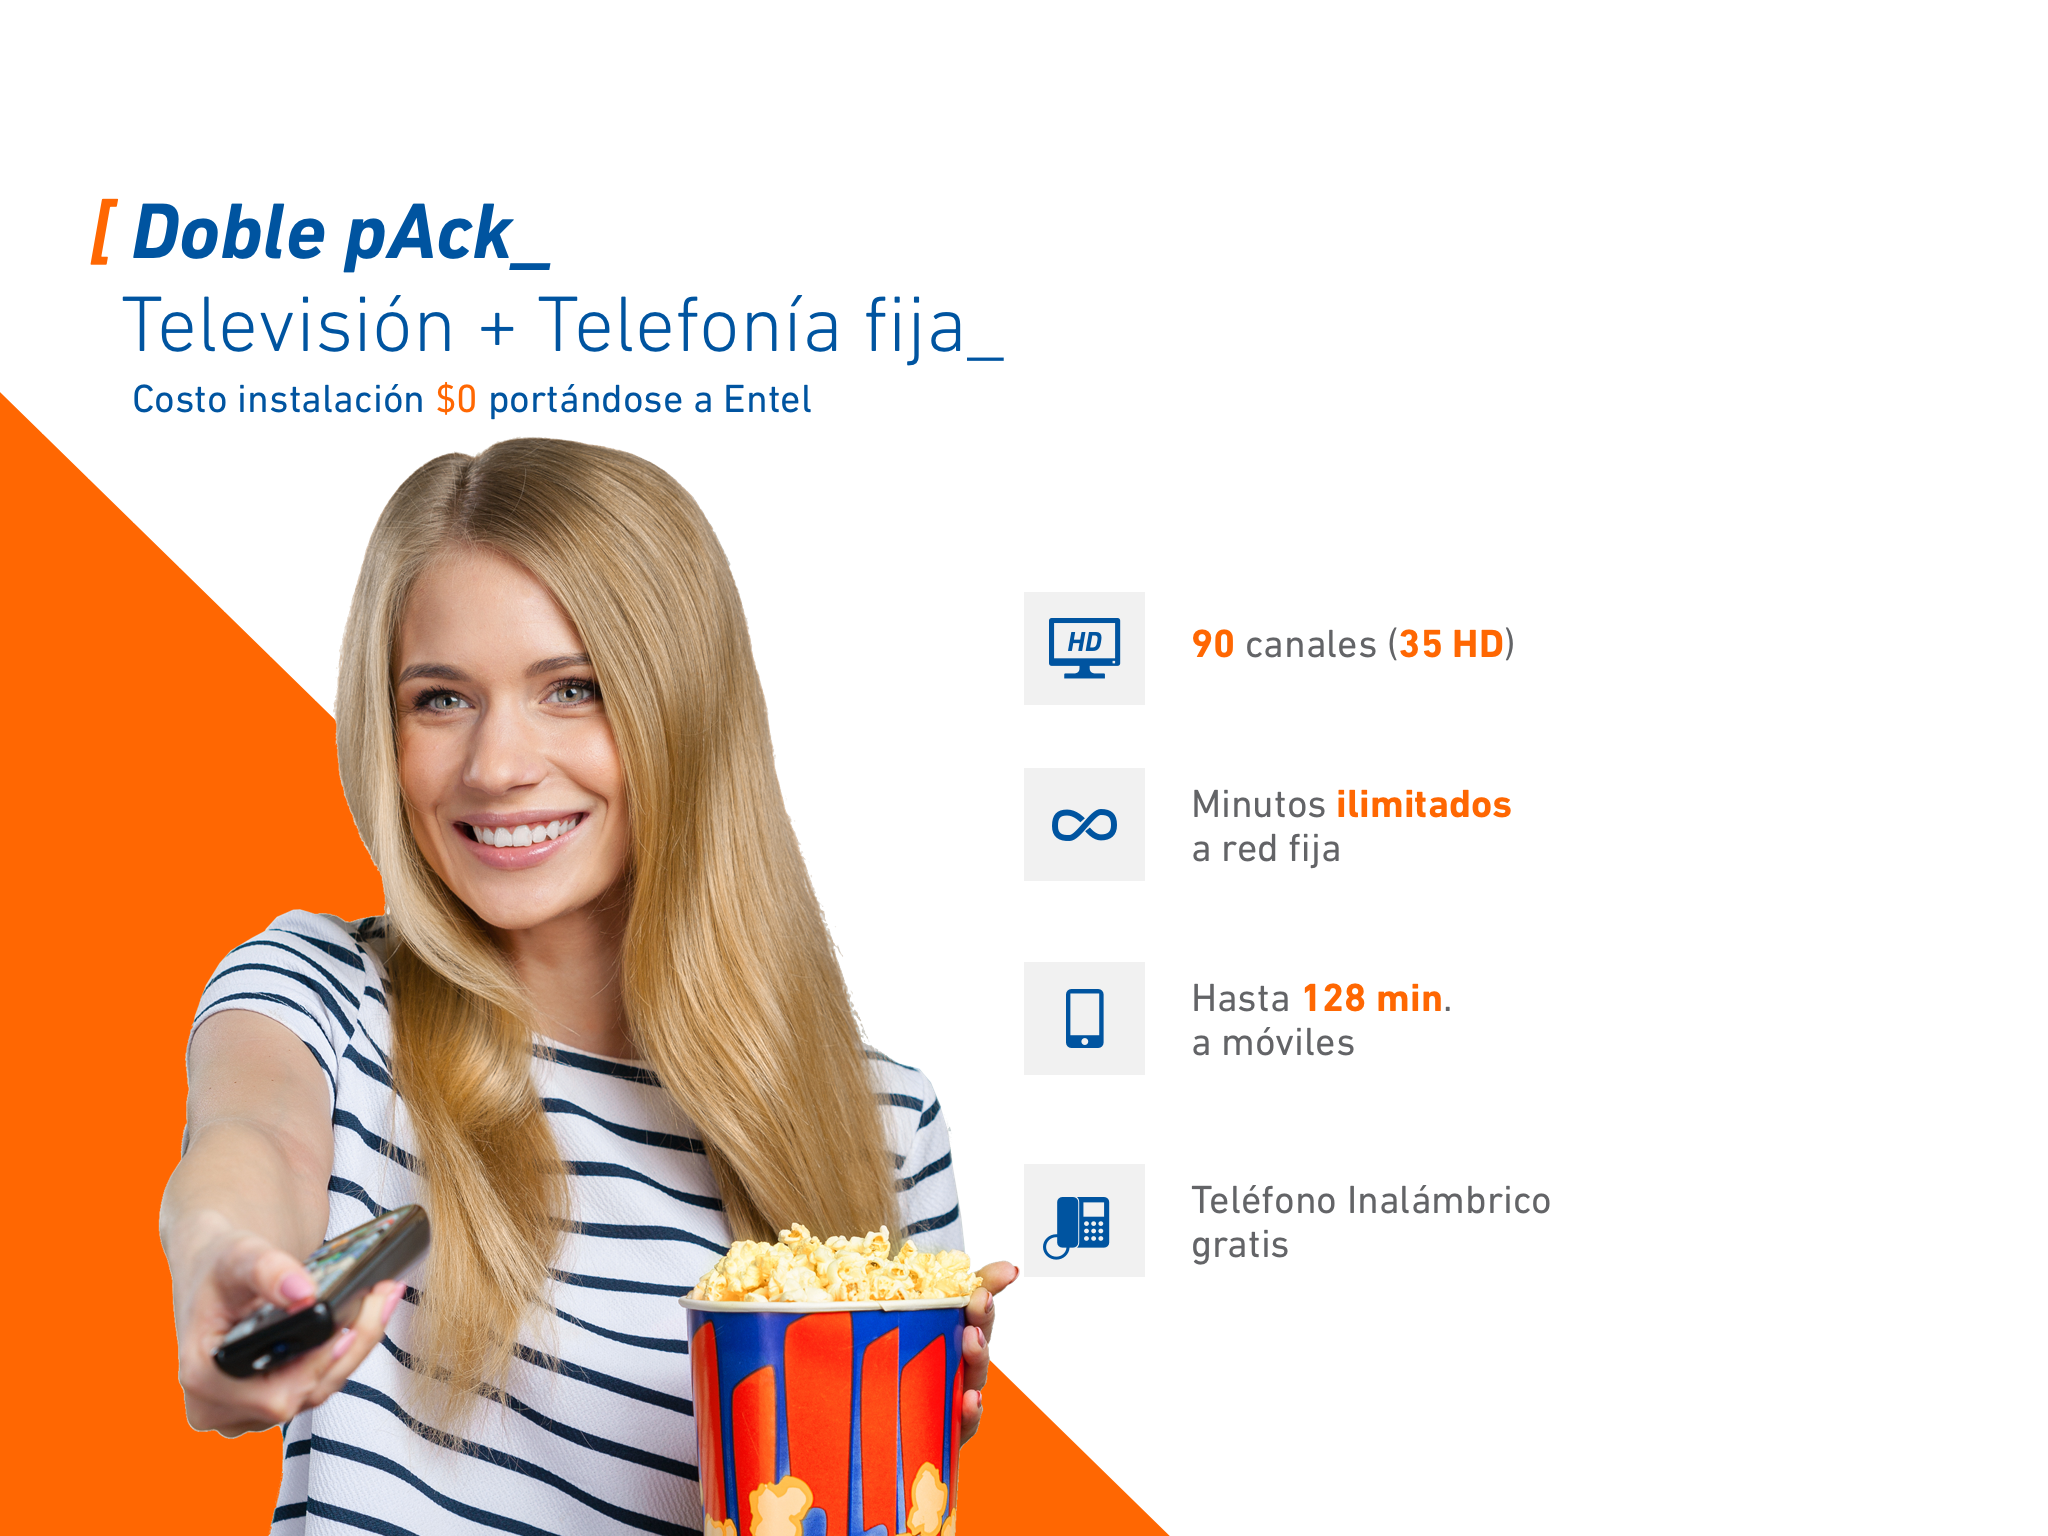 [ Doble pAck_
Televisión + Telefonía fija_
Costo instalación $0 portándose a Entel
HD
90 canales (35 HD)
Minutos ilimitados
a red fija
Hasta 128 min.
a móviles
Teléfono Inalámbrico
gratis